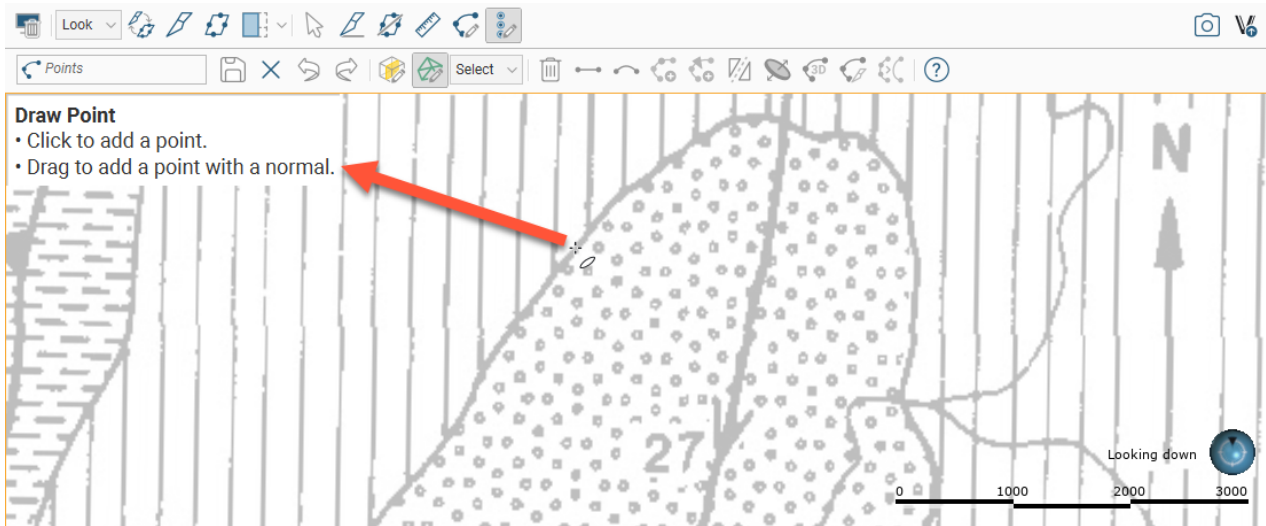 Look
Points
Select
3D
?
Draw Point
• Click to add a point.
• Drag to add a point with a normal.
N
27
Looking down
0 1000 2000 3000